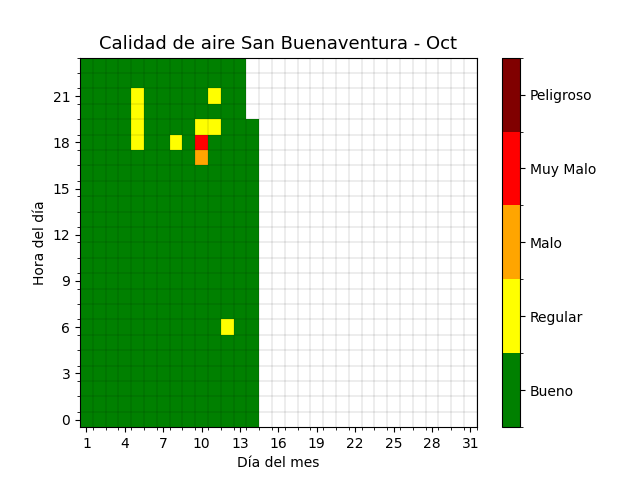 Calidad de aire San Buenaventura - Oct
Hora del día
21
18
15
12
9
6
3
0
1 4 7 10 13 16 19 22 25 28 31
Día del mes
Peligroso
Muy Malo
Malo
Regular
Bueno